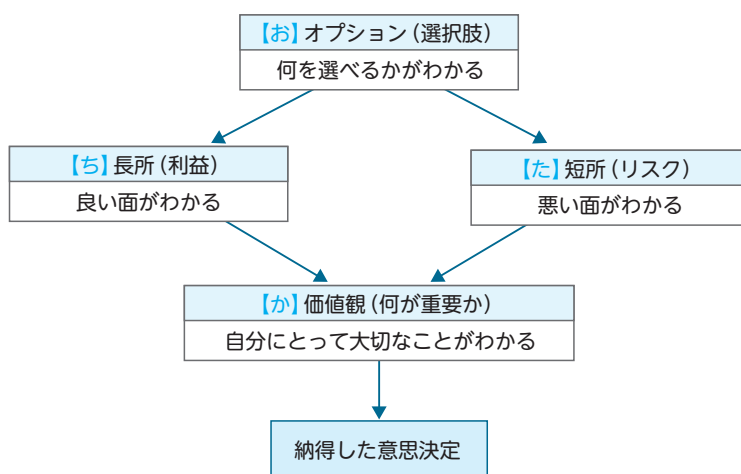 【お】オプション（選択肢）
何を選べるかがわかる
【ち】長所（利益）
良い面がわかる
【た】短所（リスク）
悪い面がわかる
【か】価値観（何が重要か）
自分にとって大切なことがわかる
納得した意思決定